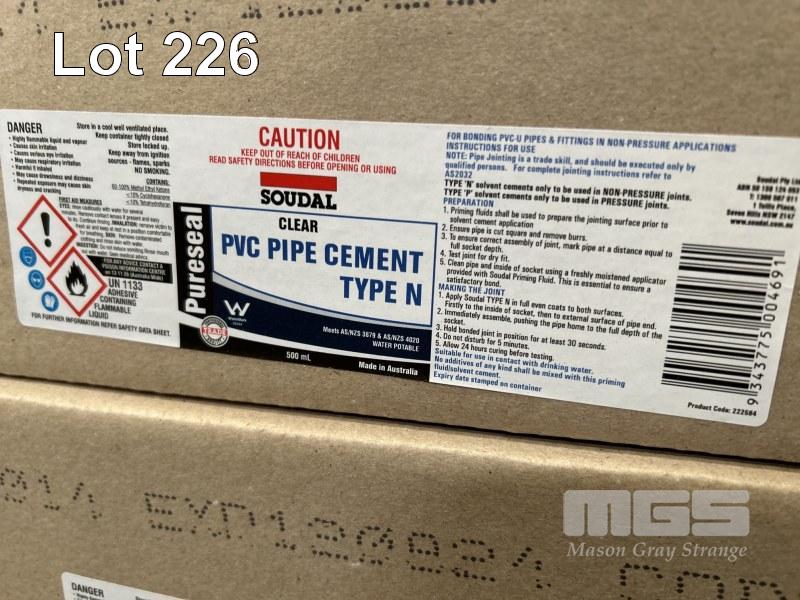 Lot 226
DANGER
• Highly flammable liquid and vapour
• Causes skin irritation
• Causes serious eye irritation
• May cause respiratory irritation
• Harmful if inhaled
• May cause drowsiness and dizziness
• Repeated exposure may cause skin
dryness and cracking
Store in a cool well ventilated place.
Keep container tightly closed
Store locked up.
Keep away from ignition
sources - flames, sparks
NO SMOKING.
CONTAINS:
FIRST AID MEASURES
UN 1133
ADHESIVE
CONTAINING
FLAMMABLE
LIQUID
FOR FURTHER INFORMATION REFER SAFETY DATA SHEET.
CAUTION
KEEP OUT OF REACH OF CHILDREN
READ SAFETY DIRECTIONS BEFORE OPENING OR USING
SOUDAL
Pureseal
CLEAR
PVC PIPE CEMENT
TYPE N
Meets AS/NZS 3879 & AS/NZS 4020
WATER POTABLE
500 mL
Made in Australia
FOR BONDING PVC-U PIPES & FITTINGS IN NON-PRESSURE APPLICATIONS
INSTRUCTIONS FOR USE
NOTE: Pipe Jointing is a trade skill, and should be executed only by
qualified persons. For complete jointing instructions refer to
AS2032
TYPE 'N' solvent cements only to be used in NON-PRESSURE joints.
TYPE 'P' solvent cements only to be used in PRESSURE joints.
PREPARATION
1. Priming fluids shall be used to prepare the jointing surface prior to
solvent cement application
2. Ensure pipe is cut square and remove burrs.
3. To ensure correct assembly of joint, mark pipe at a distance equal to
full socket depth.
4. Test joint for dry fit.
5. Clean pipe and inside of socket using a freshly moistened applicator
provided with Soudal Priming Fluid. This is essential to ensure a
satisfactory bond.
MAKING THE JOINT
1. Apply Soudal TYPE N in full even coats to both surfaces.
Firstly to the inside of socket, then to external surface of pipe end.
2. Immediately assemble, pushing the pipe home to the full depth of the
socket.
3. Hold bonded joint in position for at least 30 seconds.
4. Do not disturb for 5 minutes.
5. Allow 24 hours curing before testing.
Suitable for use in contact with drinking water.
No additives of any kind shall be mixed with this priming
fluid/solvent cement.
Expiry date stamped on container
Soudal Pty Ltd
Seven Hills NSW 2147
www.soudal.com.au
9343775004691
Product Code: 222584
EXP120924
MGS
Mason Gray Strange
DANGER